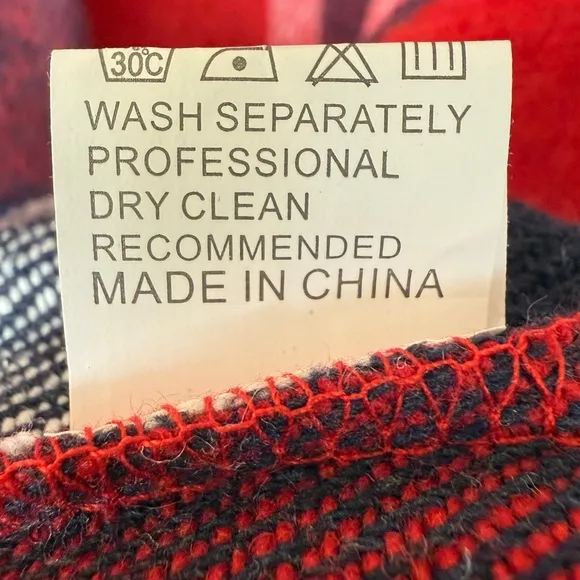 30C
WASH SEPARATELY
PROFESSIONAL
DRY CLEAN
RECOMMENDED
MADE IN CHINA